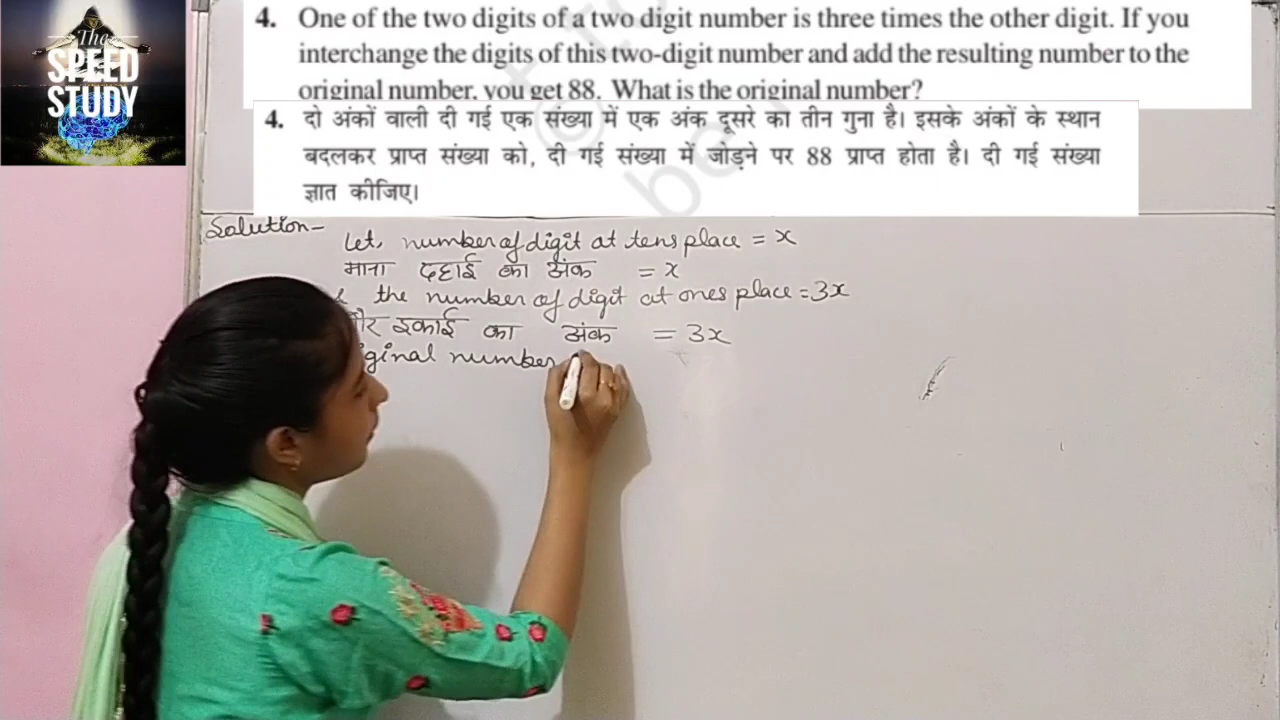 The
SPEED
STUDY
4. One of the two digits of a two digit number is three times the other digit. If you
interchange the digits of this two-digit number and add the resulting number to the
original number, you get 88. What is the original number?
4. दो अंकों वाली दी गई एक संख्या में एक अंक दूसरे का तीन गुना है। इसके अंकों के स्थान
बदलकर प्राप्त संख्या को, दी गई संख्या में जोड़ने पर 88 प्राप्त होता है। दी गई संख्या
ज्ञात कीजिए।
Solution-
Let, number of digit at tens place = x
माना दहाई का अंक = x
& the number of digit at ones place = 3x
और इकाई का अंक = 3x
iginal number